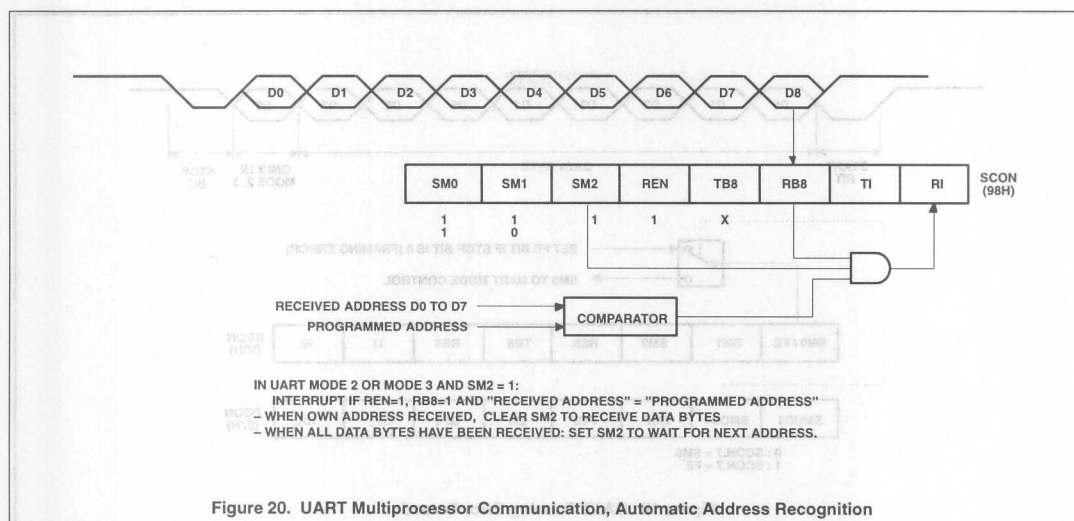 D0 D1 D2 D3 D4 D5 D6 D7 D8
SM0 SM1 SM2 REN TB8 RB8 TI RI
SCON
(98H)
1 1 1 1 X
1 0
RECEIVED ADDRESS D0 TO D7
PROGRAMMED ADDRESS
COMPARATOR
IN UART MODE 2 OR MODE 3 AND SM2 = 1:
INTERRUPT IF REN=1, RB8=1 AND "RECEIVED ADDRESS" = "PROGRAMMED ADDRESS"
– WHEN OWN ADDRESS RECEIVED, CLEAR SM2 TO RECEIVE DATA BYTES
– WHEN ALL DATA BYTES HAVE BEEN RECEIVED: SET SM2 TO WAIT FOR NEXT ADDRESS.
Figure 20. UART Multiprocessor Communication, Automatic Address Recognition